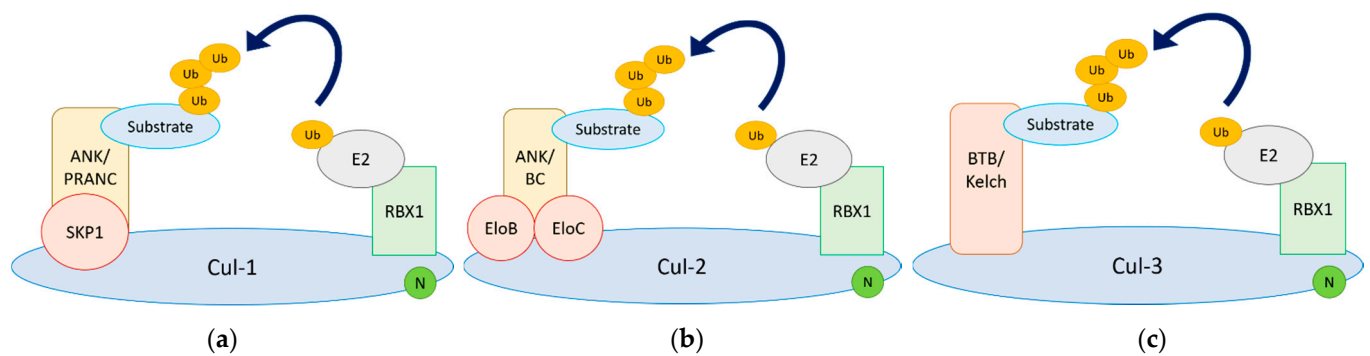 Ub
Ub
Ub
Substrate
Ub
E2
ANK/
PRANC
RBX1
SKP1
Cul-1
N
(a)
Ub
Ub
Ub
Substrate
Ub
E2
ANK/
BC
RBX1
EloB
EloC
Cul-2
N
(b)
Ub
Ub
Ub
Substrate
Ub
E2
BTB/
Kelch
RBX1
Cul-3
N
(c)